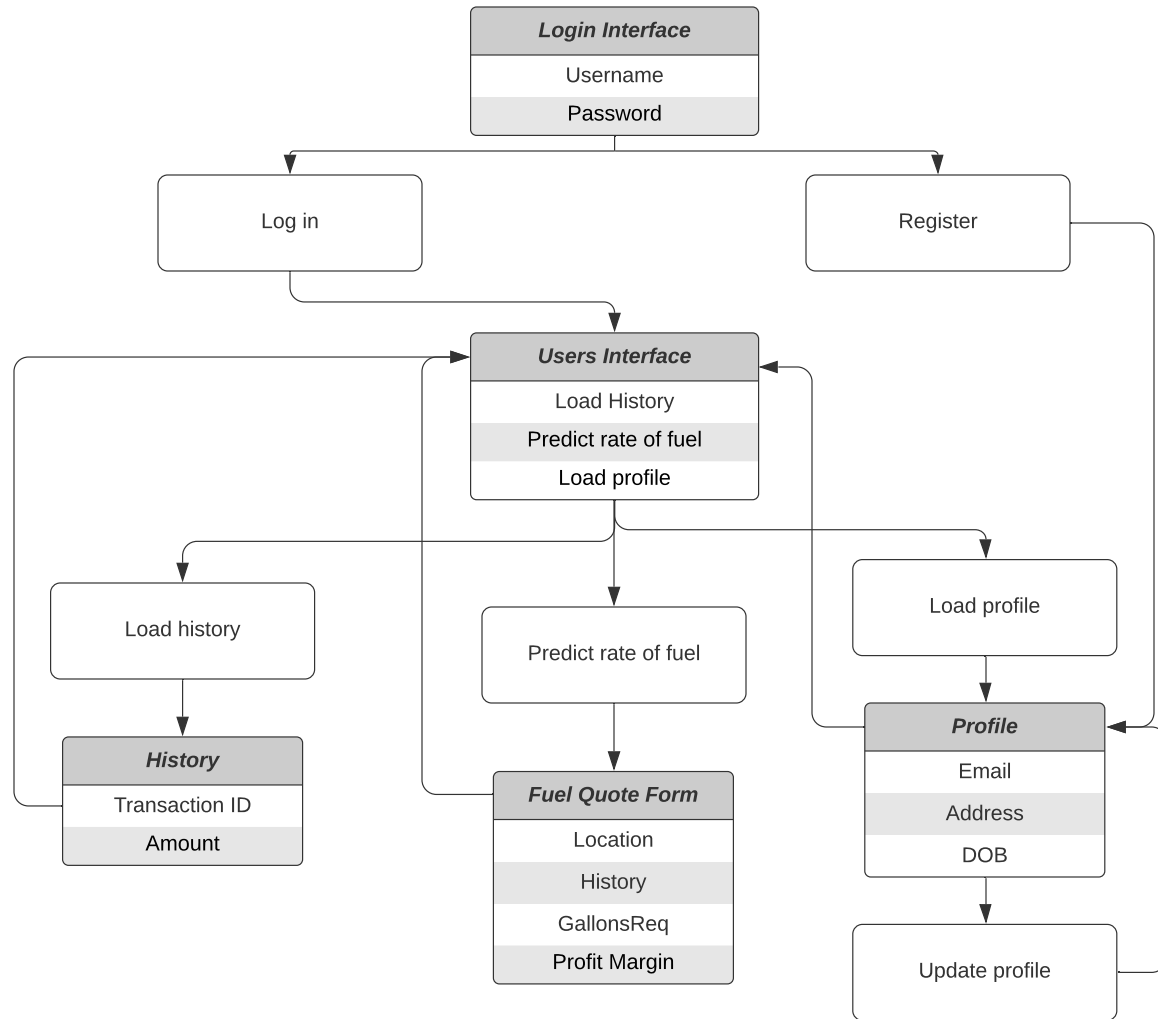 Login Interface
Username
Password
Log in
Register
Users Interface
Load History
Predict rate of fuel
Load profile
Load history
Predict rate of fuel
Load profile
History
Transaction ID
Amount
Fuel Quote Form
Location
History
GallonsReq
Profit Margin
Profile
Email
Address
DOB
Update profile